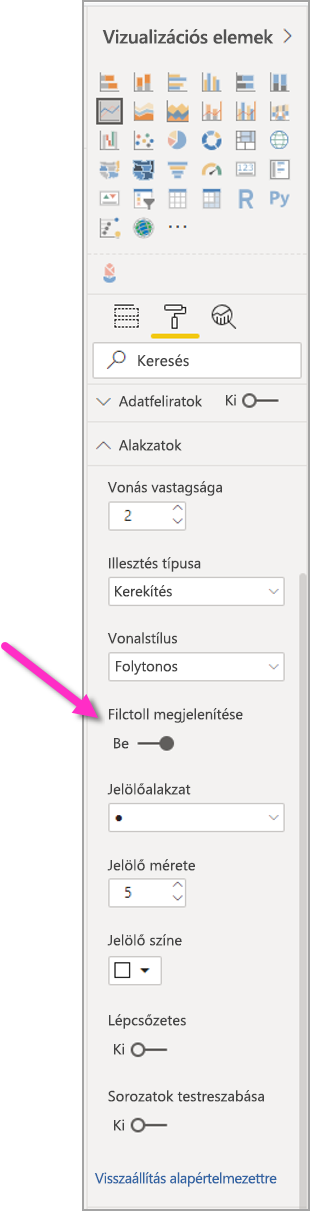 Vizualizációs elemek
123
R
Py
Keresés
Adatfeliratok Ki
Alakzatok
Vonás vastagsága
2
Illesztés típusa
Kerekítés
Vonalstílus
Folytonos
Filctoll megjelenítése
Be
Jelölőalakzat
Jelölő mérete
5
Jelölő színe
Lépcsőzetes
Ki
Sorozatok testreszabása
Ki
Visszaállítás alapértelmezettre